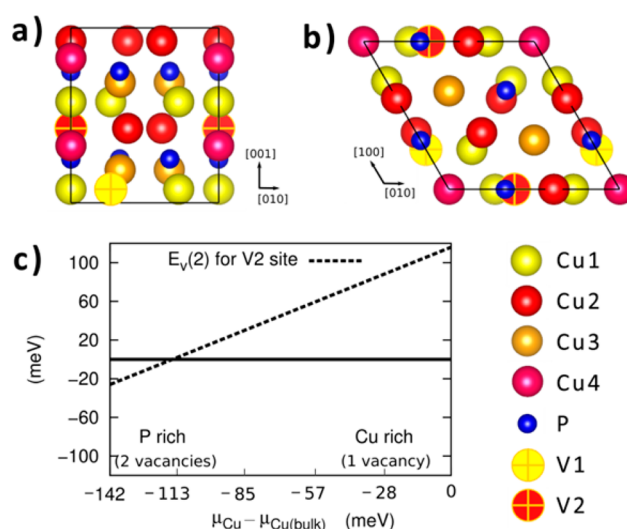 a)
[001]
[010]
b)
[100]
[010]
c)
E_V(2) for V2 site
(meV)
100
60
20
−20
−60
−100
P rich
(2 vacancies)
Cu rich
(1 vacancy)
−142 −113 −85 −57 −28 0
μ_Cu − μ_Cu(bulk) (meV)
Cu1
Cu2
Cu3
Cu4
P
V1
V2